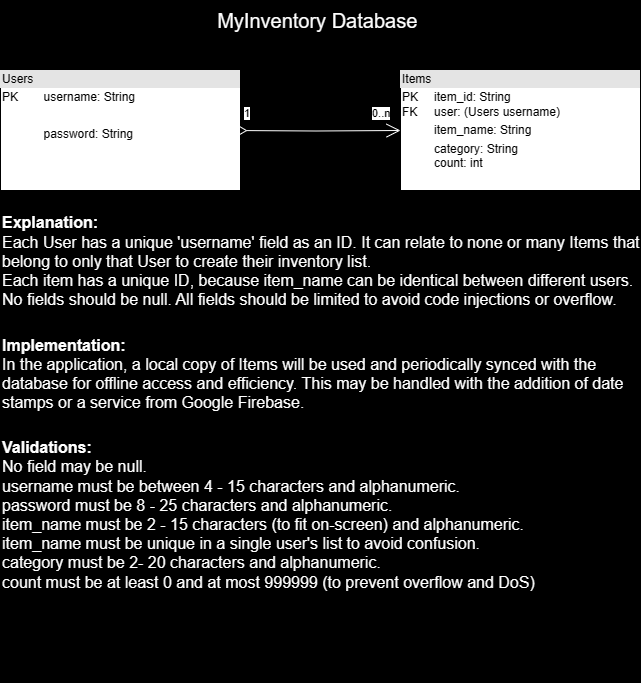 MyInventory Database
Users
PK username: String
password: String
1
0..n
Items
PK item_id: String
FK user: (Users username)
item_name: String
category: String
count: int
Explanation:
Each User has a unique 'username' field as an ID. It can relate to none or many Items that
belong to only that User to create their inventory list.
Each item has a unique ID, because item_name can be identical between different users.
No fields should be null. All fields should be limited to avoid code injections or overflow.
Implementation:
In the application, a local copy of Items will be used and periodically synced with the
database for offline access and efficiency. This may be handled with the addition of date
stamps or a service from Google Firebase.
Validations:
No field may be null.
username must be between 4 - 15 characters and alphanumeric.
password must be 8 - 25 characters and alphanumeric.
item_name must be 2 - 15 characters (to fit on-screen) and alphanumeric.
item_name must be unique in a single user's list to avoid confusion.
category must be 2- 20 characters and alphanumeric.
count must be at least 0 and at most 999999 (to prevent overflow and DoS)